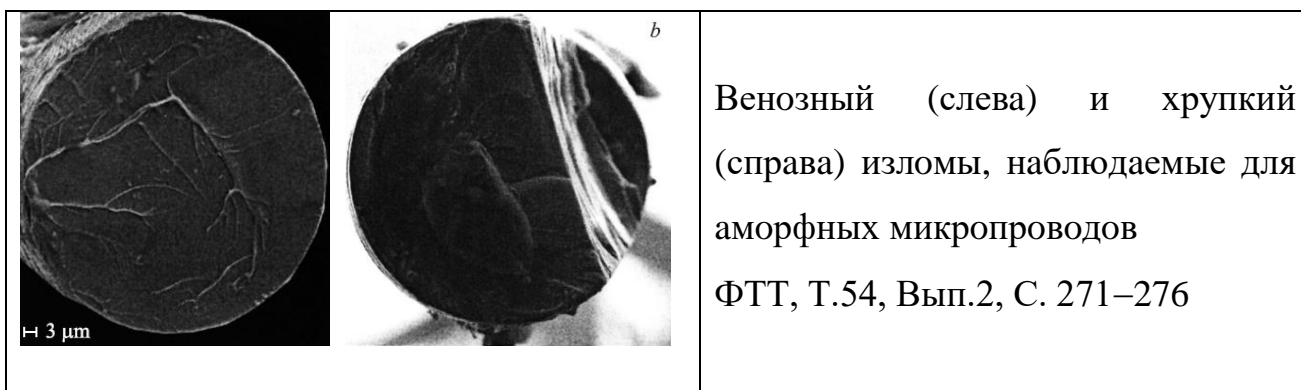 b
3 µm
Венозный (слева) и хрупкий
(справа) изломы, наблюдаемые для
аморфных микропроводов
ФТТ, Т.54, Вып.2, С. 271–276